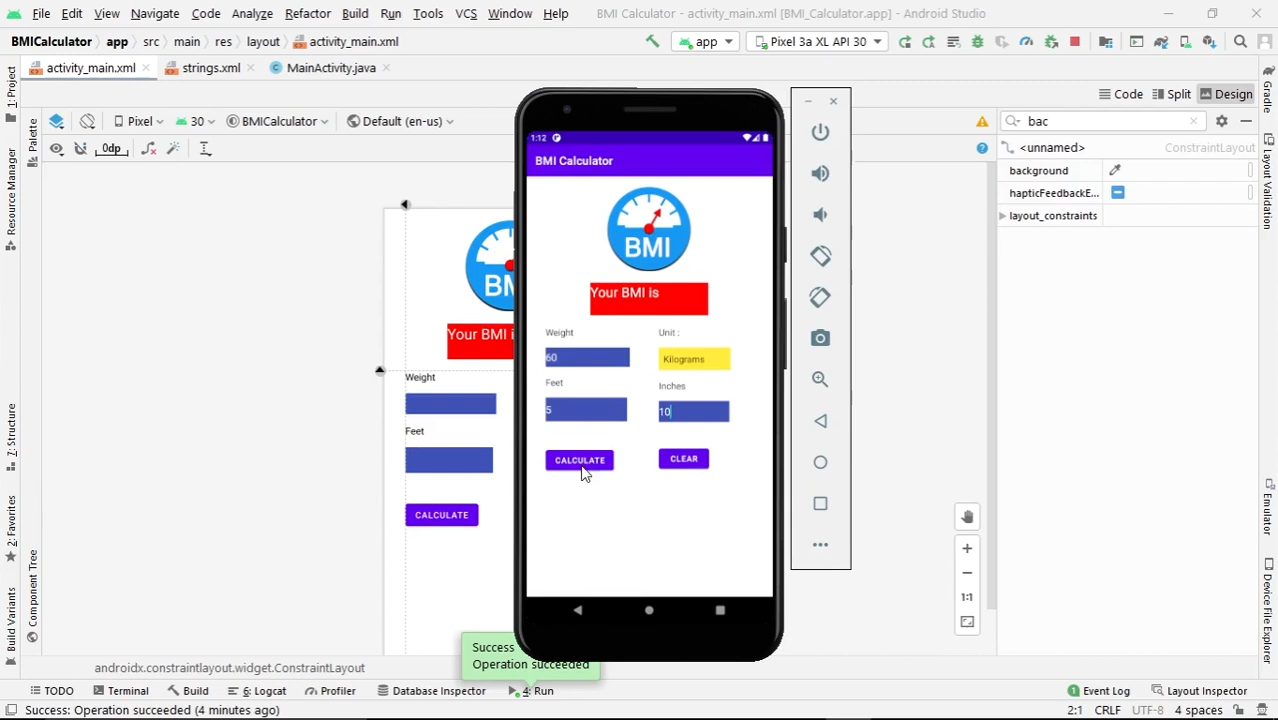 File Edit View Navigate Code Analyze Refactor Build Run Tools VCS Window Help BMI Calculator - activity_main.xml [BMI_Calculator.app] - Android Studio
BMICalculator app src main res layout activity_main.xml app Pixel 3a XL API 30
activity_main.xml strings.xml MainActivity.java
Code Split Design
Pixel 30 BMICalculator Default (en-us) bac
0dp <unnamed> ConstraintLayout
background
hapticFeedbackE...
layout_constraints
1: Project
Resource Manager
Z: Structure
2: Favorites
Build Variants
Palette
Component Tree
BMI
Your BMI i
Weight
Feet
CALCULATE
1:12
BMI Calculator
BMI
Your BMI is
Weight Unit :
60 Kilograms
Feet Inches
5 10
CALCULATE CLEAR
1:1
Gradle
Layout Validation
Emulator
Device File Explorer
Success
Operation succeeded
androidx.constraintlayout.widget.ConstraintLayout
TODO Terminal Build 6: Logcat Profiler Database Inspector 4: Run Event Log Layout Inspector
Success: Operation succeeded (4 minutes ago) 2:1 CRLF UTF-8 4 spaces